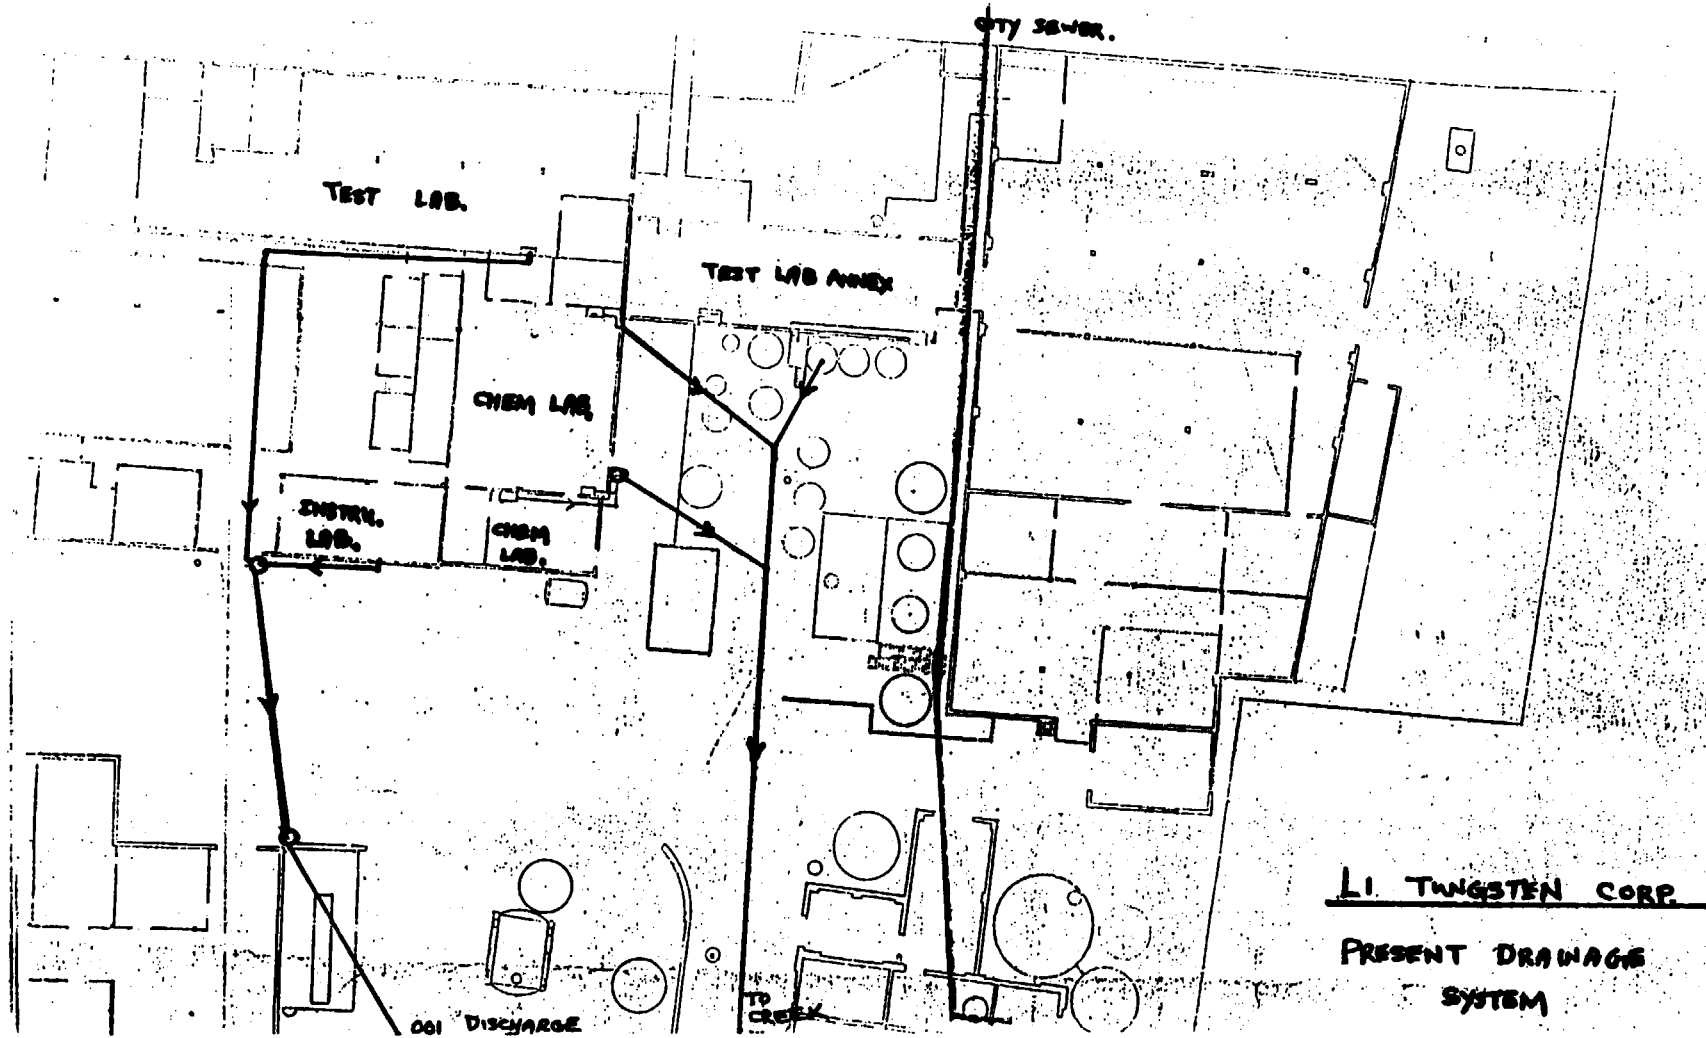 CITY SEWER.
TEST LAB.
TEST LAB ANNEX
CHEM LAB.
INSTRU.
LAB.
CHEM
LAB.
LI TUNGSTEN CORP.
PRESENT DRAINAGE
SYSTEM
TO
CREEK
001 DISCHARGE